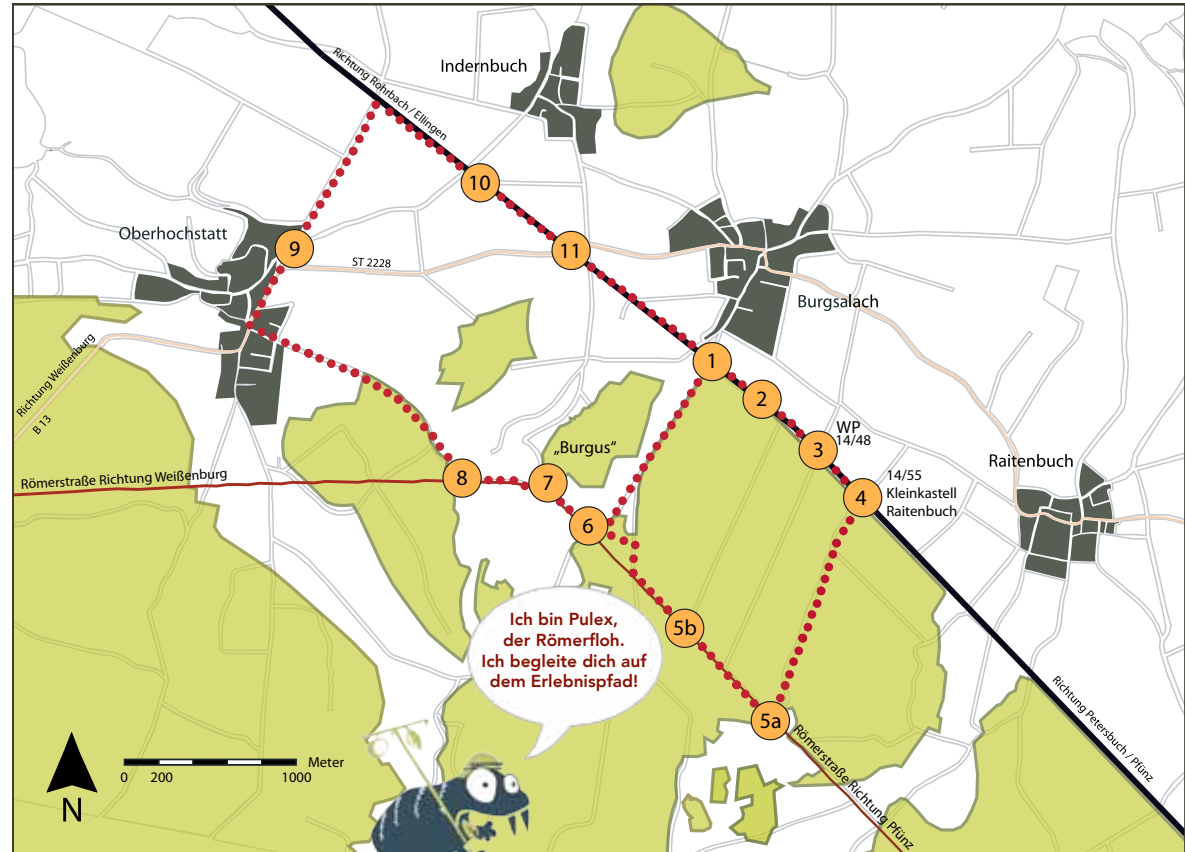 Richtung Rohrbach / Ellingen
Indernbuch
10
Oberhochstatt
9
ST 2228
11
Burgsalach
Richtung Weißenburg
B 13
1
2
3
WP
14/48
„Burgus“
Raitenbuch
Römerstraße Richtung Weißenburg
8
7
4
14/55
Kleinkastell
Raitenbuch
6
5b
Ich bin Pulex,
der Römerfloh.
Ich begleite dich auf
dem Erlebnispfad!
5a
Richtung Petersbuch / Pfünz
Römerstraße Richtung Pfünz
Meter
0 200 1000
N